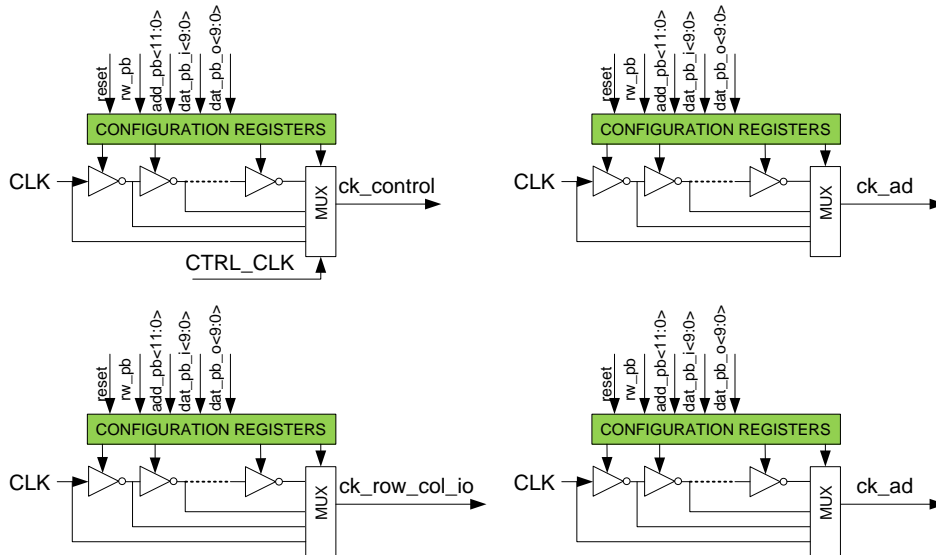 reset
rw_pb
add_pb<11:0>
dat_pb_i<9:0>
dat_pb_o<9:0>
CONFIGURATION REGISTERS
CLK
MUX
ck_control
CTRL_CLK
reset
rw_pb
add_pb<11:0>
dat_pb_i<9:0>
dat_pb_o<9:0>
CONFIGURATION REGISTERS
CLK
MUX
ck_ad
reset
rw_pb
add_pb<11:0>
dat_pb_i<9:0>
dat_pb_o<9:0>
CONFIGURATION REGISTERS
CLK
MUX
ck_row_col_io
reset
rw_pb
add_pb<11:0>
dat_pb_i<9:0>
dat_pb_o<9:0>
CONFIGURATION REGISTERS
CLK
MUX
ck_ad